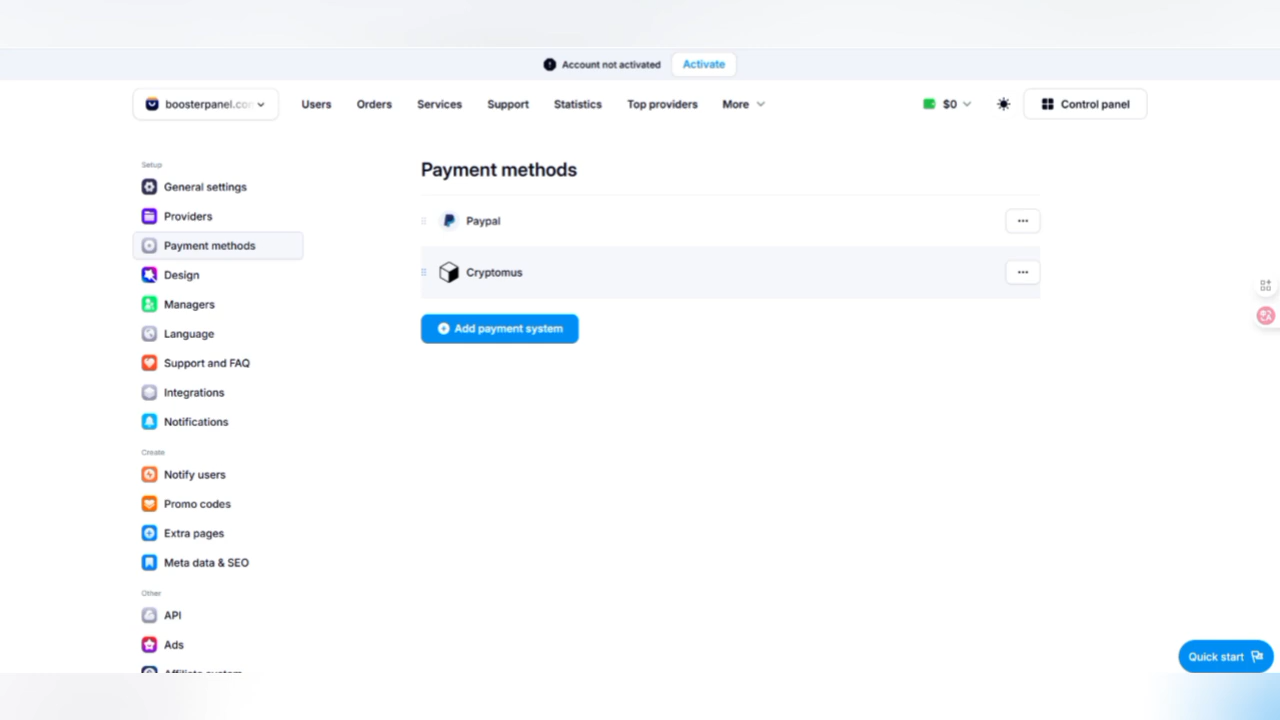 Account not activated Activate
boosterpanel.co Users Orders Services Support Statistics Top providers More $0 Control panel
Setup
General settings
Providers
Payment methods
Design
Managers
Language
Support and FAQ
Integrations
Notifications
Create
Notify users
Promo codes
Extra pages
Meta data & SEO
Other
API
Ads
Affiliate system
Payment methods
Paypal
Cryptomus
Add payment system
Quick start